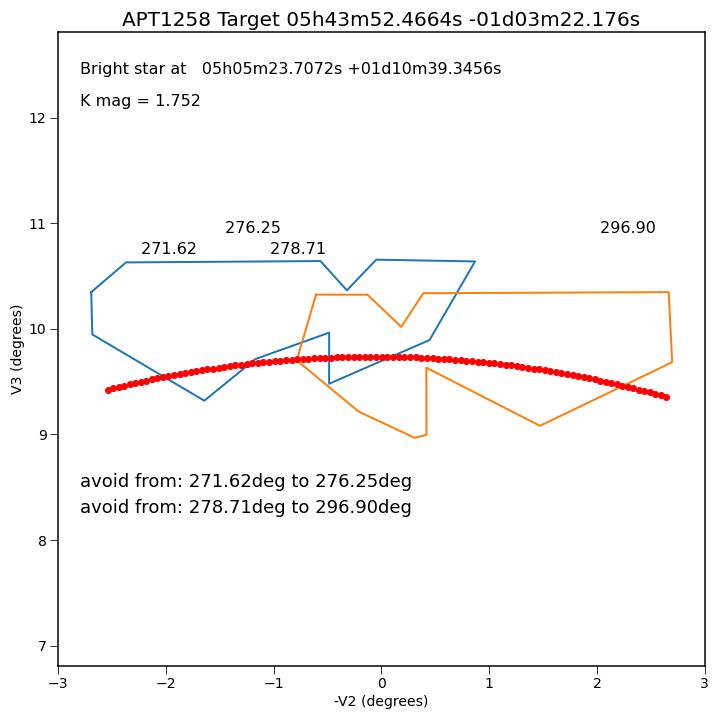 APT1258 Target 05h43m52.4664s -01d03m22.176s
Bright star at 05h05m23.7072s +01d10m39.3456s
K mag = 1.752
12
11
10
9
8
7
V3 (degrees)
276.25
296.90
271.62
278.71
avoid from: 271.62deg to 276.25deg
avoid from: 278.71deg to 296.90deg
−3
−2
−1
0
1
2
3
-V2 (degrees)